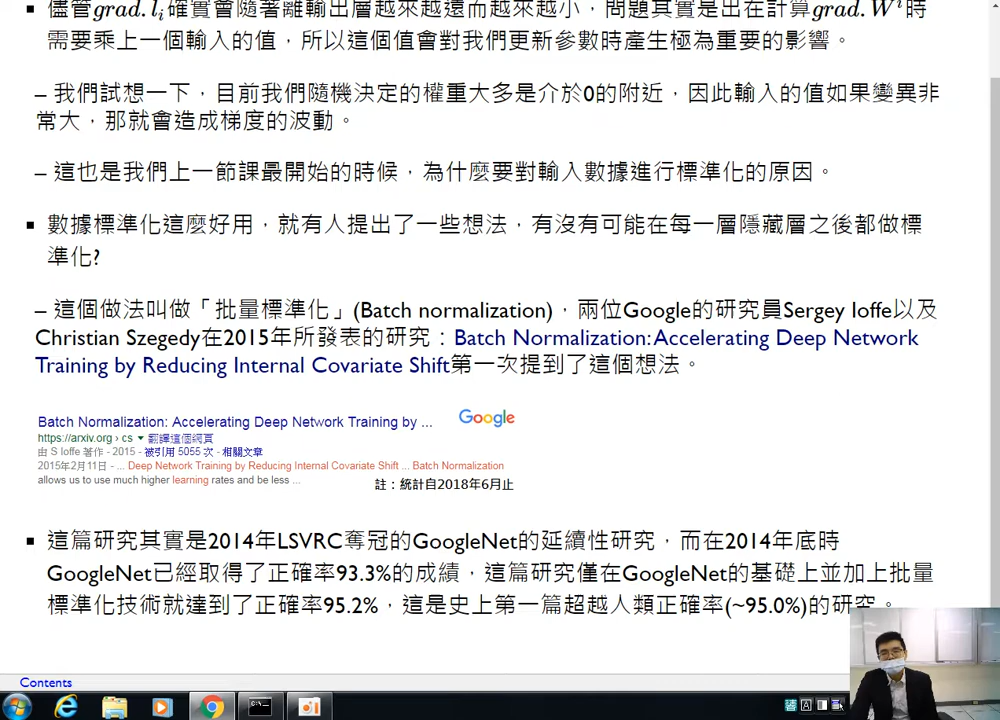 儘管grad.l_i確實會隨著離輸出層越來越遠而越來越小，問題其實是出在計算grad.W^i時
需要乘上一個輸入的值，所以這個值會對我們更新參數時產生極為重要的影響。
– 我們試想一下，目前我們隨機決定的權重大多是介於0的附近，因此輸入的值如果變異非
常大，那就會造成梯度的波動。
– 這也是我們上一節課最開始的時候，為什麼要對輸入數據進行標準化的原因。
數據標準化這麼好用，就有人提出了一些想法，有沒有可能在每一層隱藏層之後都做標
準化?
– 這個做法叫做「批量標準化」(Batch normalization)，兩位Google的研究員Sergey Ioffe以及
Christian Szegedy在2015年所發表的研究：Batch Normalization: Accelerating Deep Network
Training by Reducing Internal Covariate Shift第一次提到了這個想法。
Google
Batch Normalization: Accelerating Deep Network Training by ...
https://arxiv.org › cs ▼ 翻譯這個網頁
由 S Ioffe 著作 - 2015 - 被引用 5055 次 - 相關文章
2015年2月11日 - ... Deep Network Training by Reducing Internal Covariate Shift ... Batch Normalization
allows us to use much higher learning rates and be less ...
註：統計自2018年6月止
這篇研究其實是2014年LSVRC奪冠的GoogleNet的延續性研究，而在2014年底時
GoogleNet已經取得了正確率93.3%的成績，這篇研究僅在GoogleNet的基礎上並加上批量
標準化技術就達到了正確率95.2%，這是史上第一篇超越人類正確率(~95.0%)的研究。
Contents